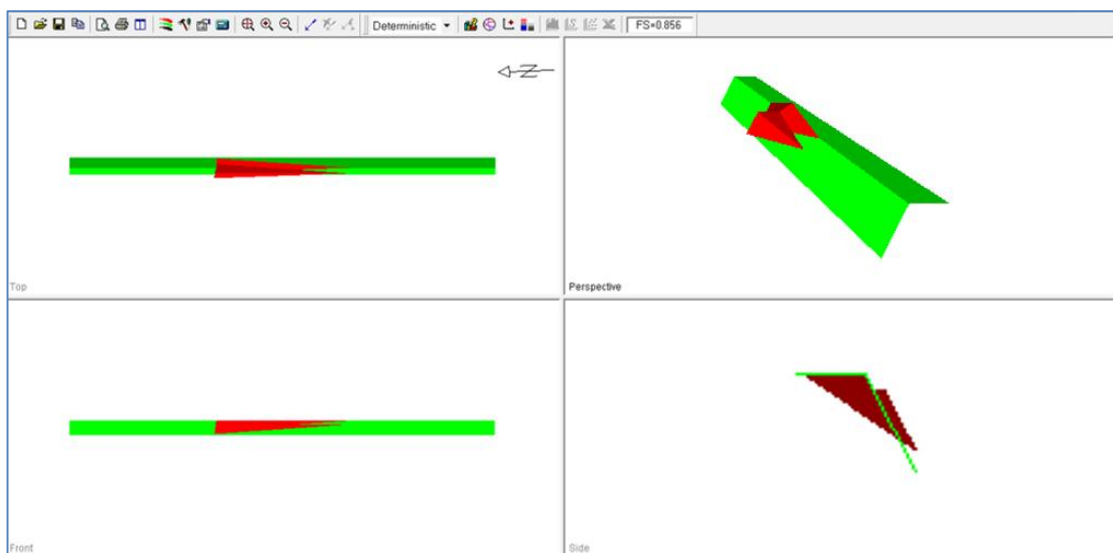 Deterministic FS=0.856
Z
Top
Perspective
Front
Side